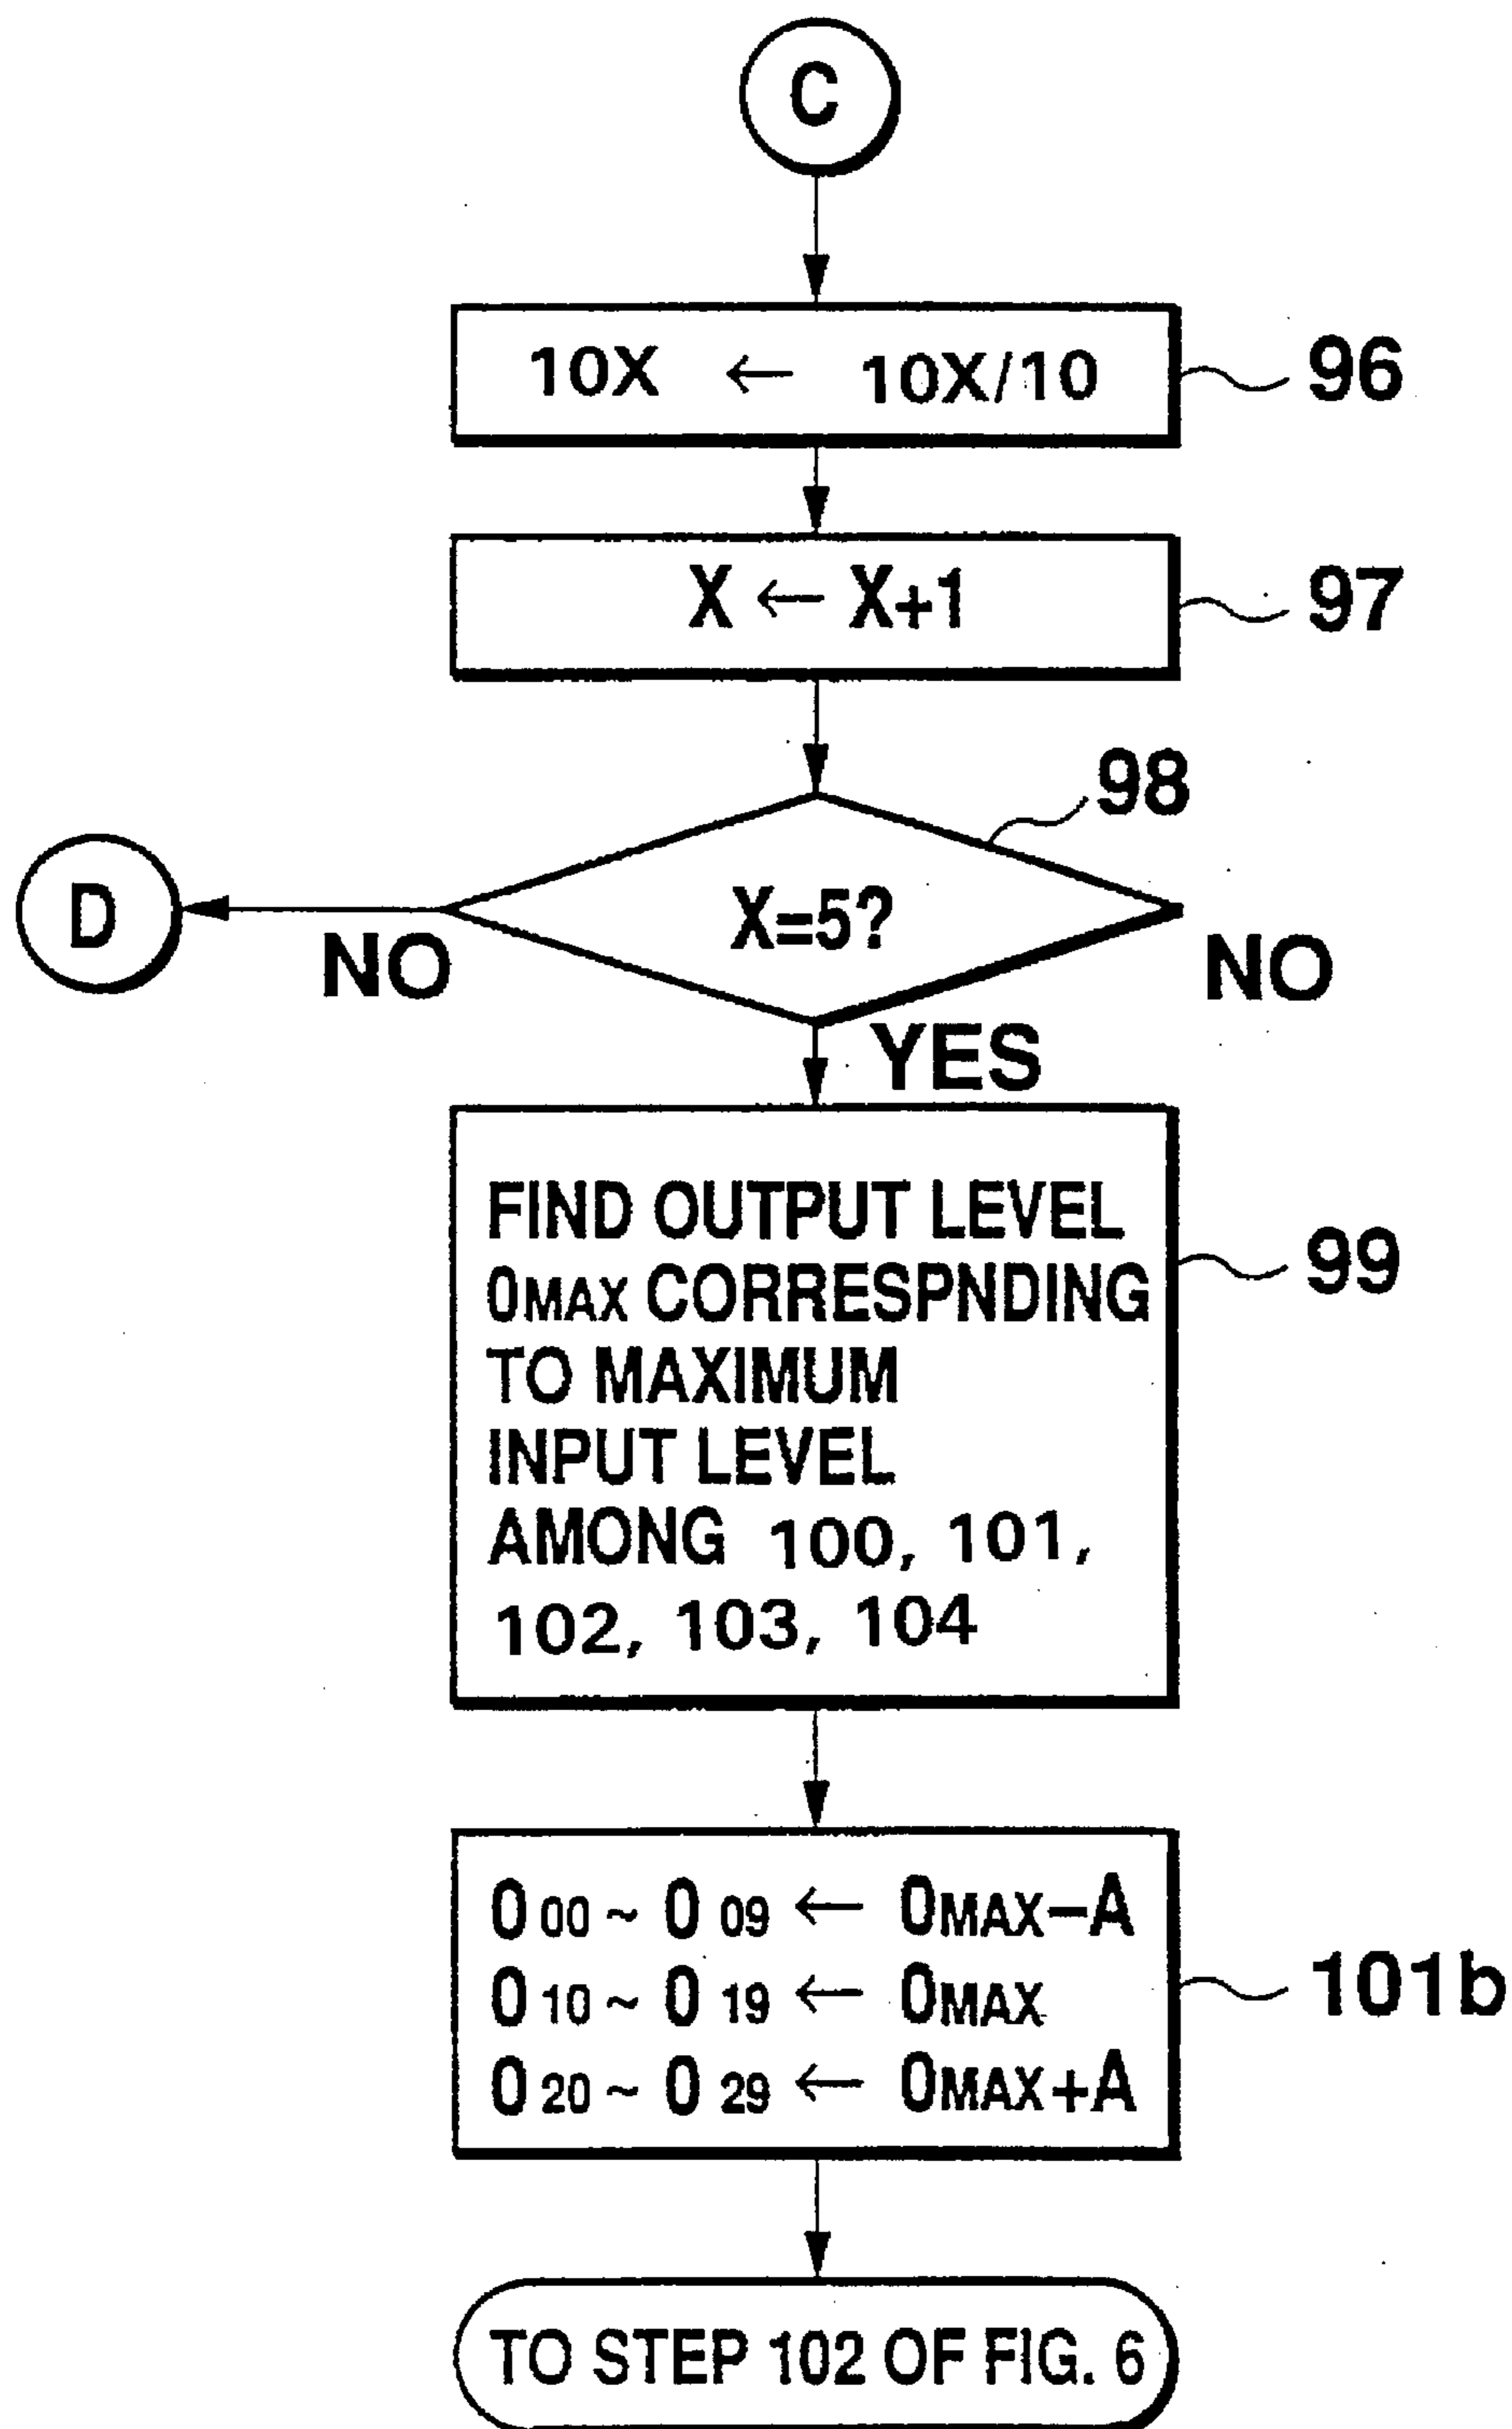 C
10X ← 10X/10
96
X ← X+1
97
98
X=5?
D
NO
NO
YES
FIND OUTPUT LEVEL
0MAX CORRESPNDING
TO MAXIMUM
INPUT LEVEL
AMONG 100, 101,
102, 103, 104
99
0 00 ~ 0 09 ← 0MAX−A
0 10 ~ 0 19 ← 0MAX
0 20 ~ 0 29 ← 0MAX+A
101b
TO STEP 102 OF FIG. 6